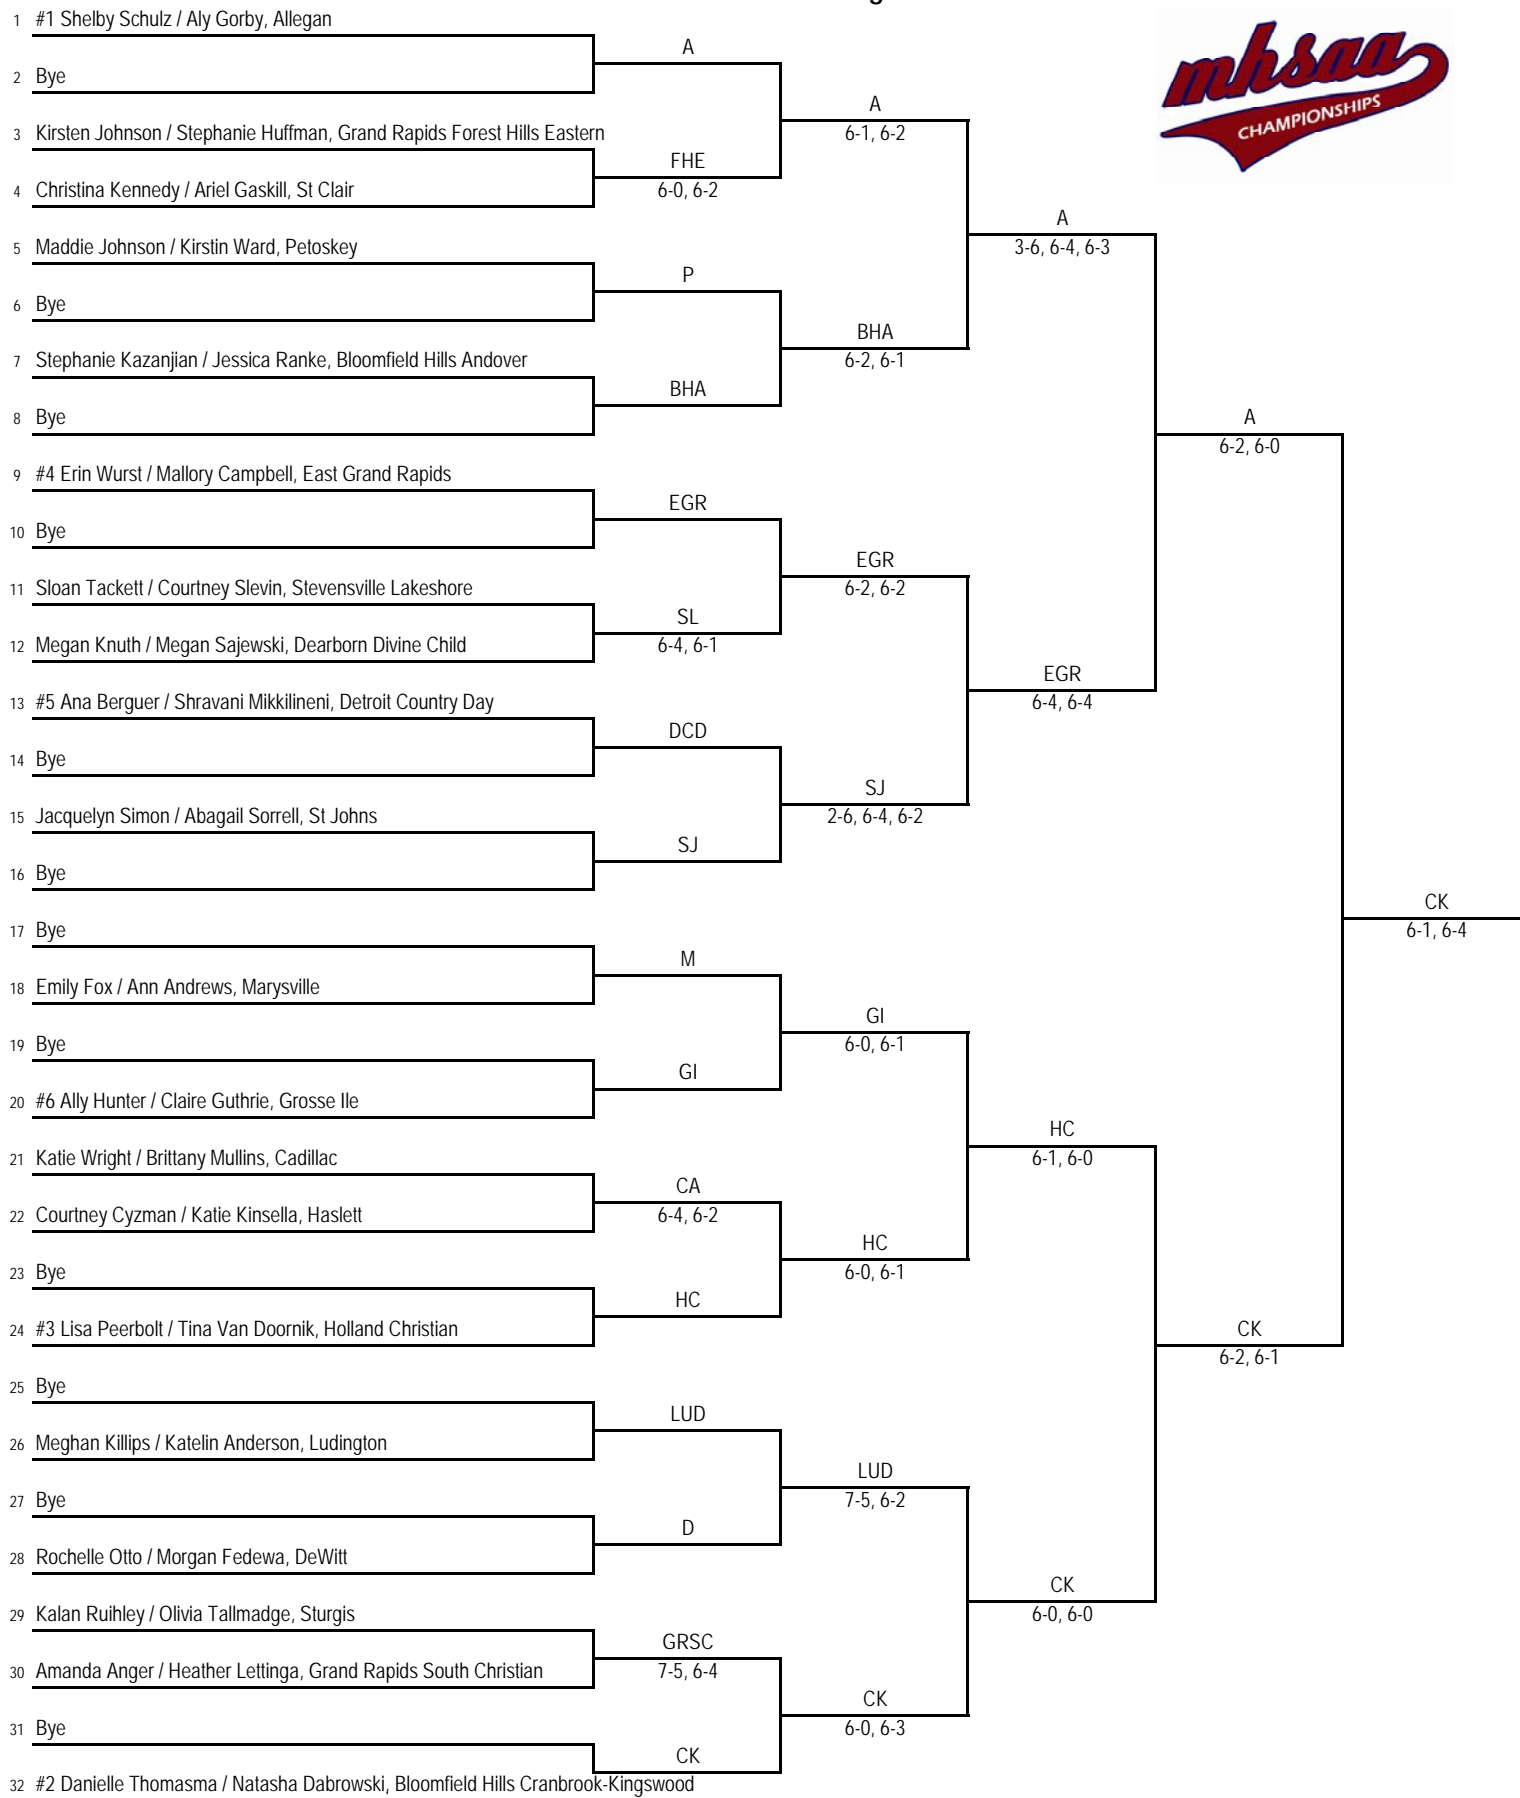 1 #1 Shelby Schulz / Aly Gorby, Allegan
A
2 Bye
A
6-1, 6-2
3 Kirsten Johnson / Stephanie Huffman, Grand Rapids Forest Hills Eastern
FHE
6-0, 6-2
4 Christina Kennedy / Ariel Gaskill, St Clair
A
3-6, 6-4, 6-3
5 Maddie Johnson / Kirstin Ward, Petoskey
P
6 Bye
BHA
6-2, 6-1
7 Stephanie Kazanjian / Jessica Ranke, Bloomfield Hills Andover
BHA
8 Bye
A
6-2, 6-0
9 #4 Erin Wurst / Mallory Campbell, East Grand Rapids
EGR
10 Bye
EGR
6-2, 6-2
11 Sloan Tackett / Courtney Slevin, Stevensville Lakeshore
SL
6-4, 6-1
12 Megan Knuth / Megan Sajewski, Dearborn Divine Child
EGR
6-4, 6-4
13 #5 Ana Berguer / Shravani Mikkilineni, Detroit Country Day
DCD
14 Bye
SJ
2-6, 6-4, 6-2
15 Jacquelyn Simon / Abagail Sorrell, St Johns
SJ
16 Bye
CK
6-1, 6-4
17 Bye
M
18 Emily Fox / Ann Andrews, Marysville
GI
6-0, 6-1
19 Bye
GI
20 #6 Ally Hunter / Claire Guthrie, Grosse Ile
HC
6-1, 6-0
21 Katie Wright / Brittany Mullins, Cadillac
CA
6-4, 6-2
22 Courtney Cyzman / Katie Kinsella, Haslett
HC
6-0, 6-1
23 Bye
HC
24 #3 Lisa Peerbolt / Tina Van Doornik, Holland Christian
CK
6-2, 6-1
25 Bye
LUD
26 Meghan Killips / Katelin Anderson, Ludington
LUD
7-5, 6-2
27 Bye
D
28 Rochelle Otto / Morgan Fedewa, DeWitt
CK
6-0, 6-0
29 Kalan Ruihley / Olivia Tallmadge, Sturgis
GRSC
7-5, 6-4
30 Amanda Anger / Heather Lettinga, Grand Rapids South Christian
CK
6-0, 6-3
31 Bye
CK
32 #2 Danielle Thomasma / Natasha Dabrowski, Bloomfield Hills Cranbrook-Kingswood
mhsaa
CHAMPIONSHIPS